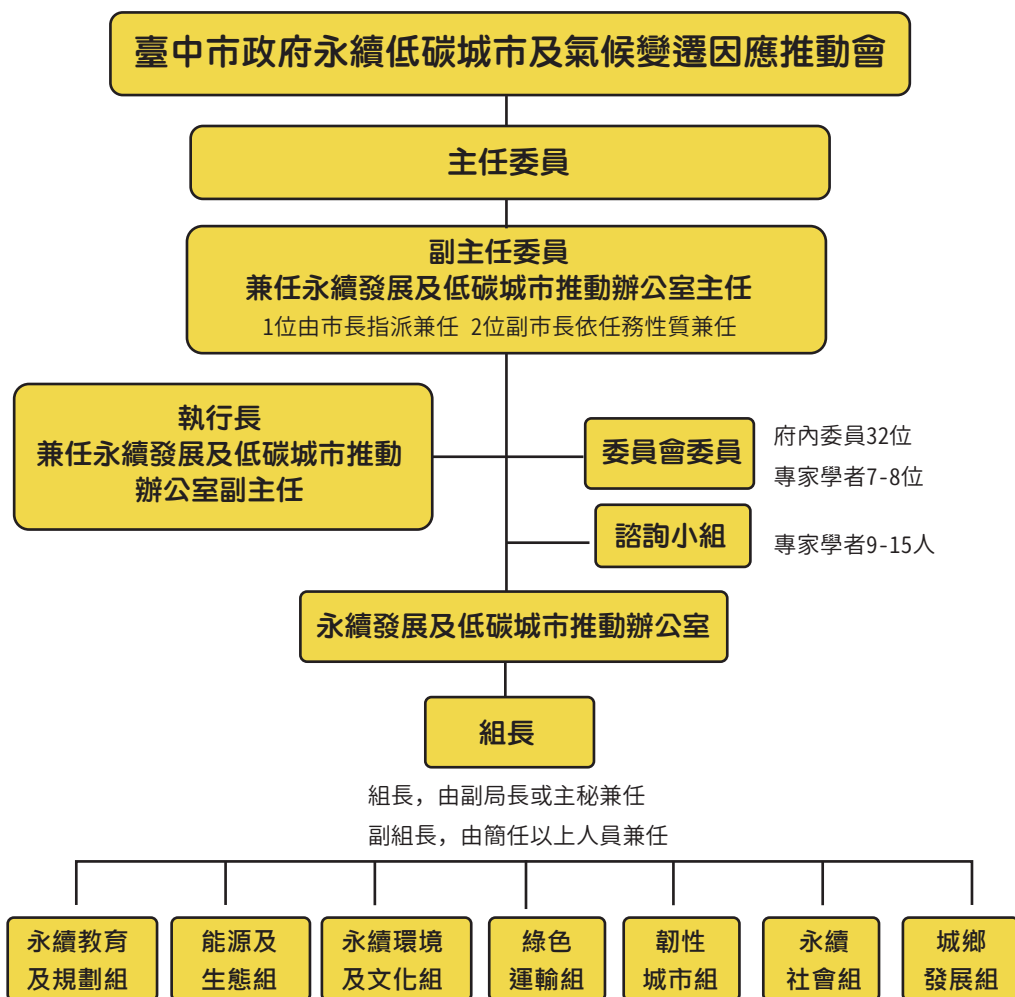 臺中市政府永續低碳城市及氣候變遷因應推動會
主任委員
副主任委員
兼任永續發展及低碳城市推動辦公室主任
1位由市長指派兼任 2位副市長依任務性質兼任
執行長
兼任永續發展及低碳城市推動
辦公室副主任
委員會委員
府內委員32位
專家學者7-8位
諮詢小組
專家學者9-15人
永續發展及低碳城市推動辦公室
組長
組長，由副局長或主秘兼任
副組長，由簡任以上人員兼任
永續教育
及規劃組
能源及
生態組
永續環境
及文化組
綠色
運輸組
韌性
城市組
永續
社會組
城鄉
發展組